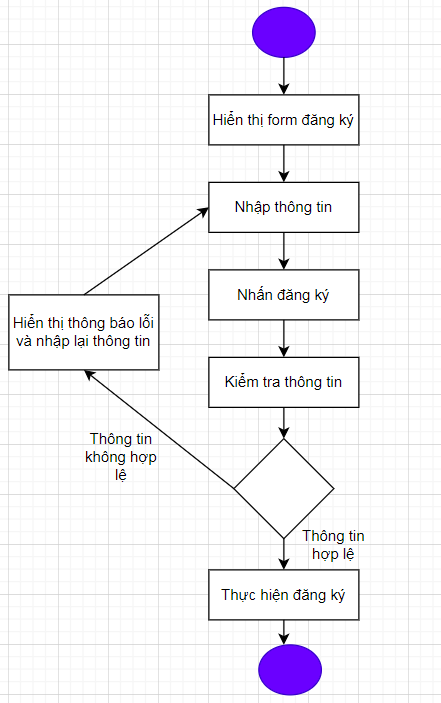 Hiển thị form đăng ký
Nhập thông tin
Nhấn đăng ký
Hiển thị thông báo lỗi
và nhập lại thông tin
Kiểm tra thông tin
Thông tin
không hợp
lệ
Thông tin
hợp lệ
Thực hiện đăng ký